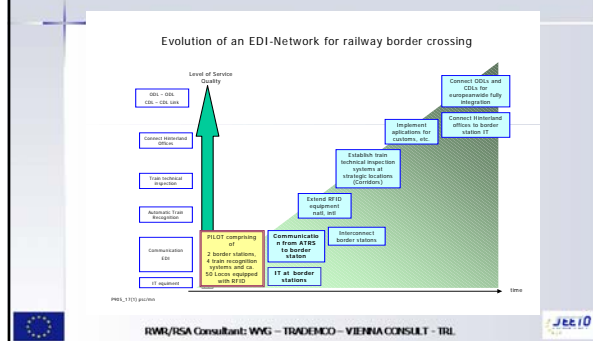 Evolution of an EDI-Network for railway border crossing
Level of Service
Quality
ODL – ODL
CDL – CDL Link
Connect Hinterland
Offices
Train technical
inspection
Automatic Train
Recognition
Communication
EDI
IT equipment
PILOT comprising
of
2 border stations,
4 train recognition
systems and ca.
50 Locos equipped
with RFID
Communicatio
n from ATRS
to border
staton
IT at border
stations
Interconnect
border stations
Extend RFID
equipment
natl, intl
Establish train
technical inspection
systems at
strategic locations
(Corridors)
Implement
aplications for
customs, etc.
Connect ODLs and
CDLs for
europeanwide fully
integration
Connect Hinterland
offices to border
station IT
time
RWR/RSA Consultant: WYG – TRADEMCO – VIENNA CONSULT - TRL